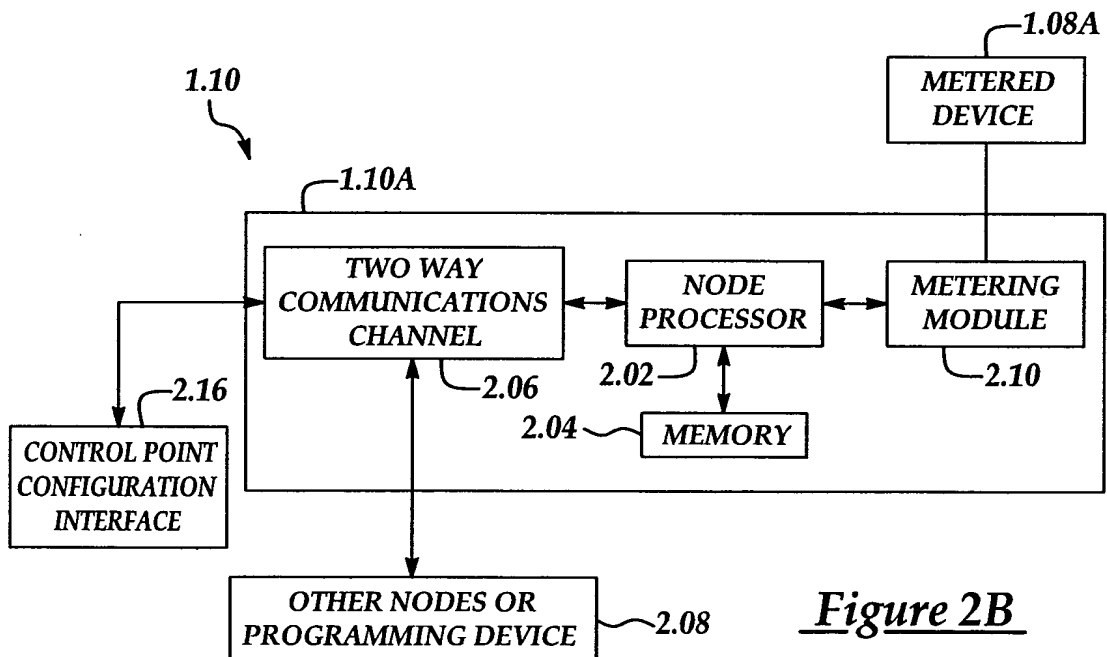 1.08A
METERED
DEVICE
1.10
1.10A
TWO WAY
COMMUNICATIONS
CHANNEL
NODE
PROCESSOR
METERING
MODULE
2.06
2.02
2.10
2.16
2.04
MEMORY
CONTROL POINT
CONFIGURATION
INTERFACE
OTHER NODES OR
PROGRAMMING DEVICE
2.08
Figure 2B